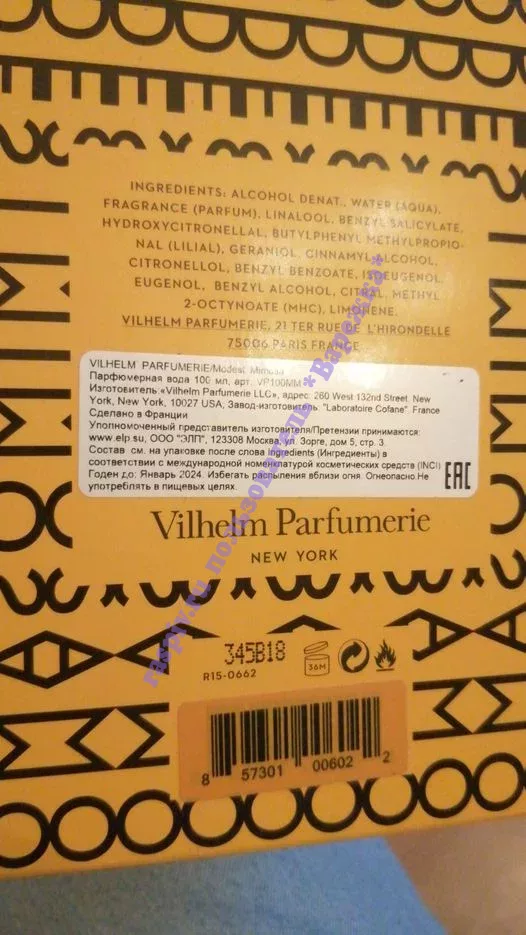 INGREDIENTS: ALCOHOL DENAT., WATER (AQUA),
FRAGRANCE (PARFUM), LINALOOL, BENZYL SALICYLATE,
HYDROXYCITRONELLAL, BUTYLPHENYL METHYLPROPIO-
NAL (LILIAL), GERANIOL, CINNAMYL ALCOHOL,
CITRONELLOL, BENZYL BENZOATE, ISOEUGENOL,
EUGENOL, BENZYL ALCOHOL, CITRAL, METHYL
2-OCTYNOATE (MHC), LIMONENE.
VILHELM PARFUMERIE, 21 TER RUE DE L'HIRONDELLE
75006 PARIS FRANCE
VILHELM PARFUMERIE/Modest Mimosa
Парфюмерная вода 100 мл, арт. VP100MM
Изготовитель:«Vilhelm Parfumerie LLC», адрес: 260 West 132nd Street, New
York, New York, 10027 USA, Завод-изготовитель: "Laboratoire Cofane", France
Сделано в Франции
Упономоченный представитель изготовителя/Претензии принимаются:
www.elp.su, ООО "ЭЛП", 123308 Москва, ул. Зорге, дом 5, стр. 3.
Состав см. на упаковке после слова Ingredients (Ингредиенты) в
соответствии с международной номенклатурой косметических средств (INCI)
Годен до: Январь 2024. Избегать распыления вблизи огня. Огнеопасно.Не
употреблять в пищевых целях.
EAC
Vilhelm Parfumerie
NEW YORK
345B18
R15-0662
36M
8 57301 00602 2
raspiv.ru пользователь *Варежка*